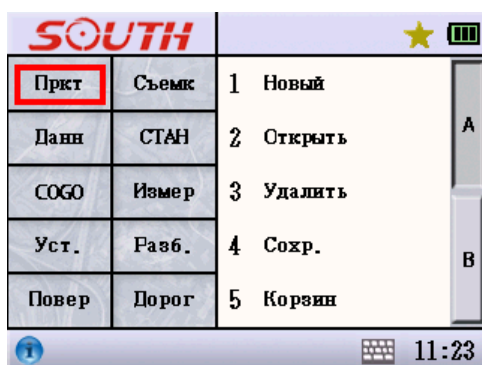 SOUTH
Пркт Съемк 1 Новый
Данн СТАН 2 Открыть A
COGO Измер 3 Удалить
Уст. Разб. 4 Сохр. B
Повер Дорог 5 Корзин
11:23